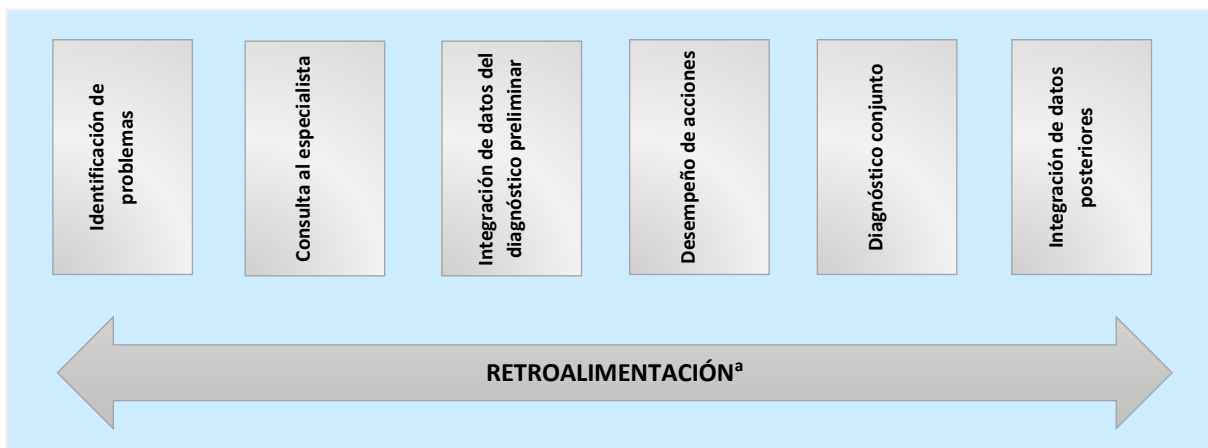 Identificación de
problemas
Consulta al especialista
Integración de datos del
diagnóstico preliminar
Desempeño de acciones
Diagnóstico conjunto
Integración de datos
posteriores
RETROALIMENTACIÓNᵃ